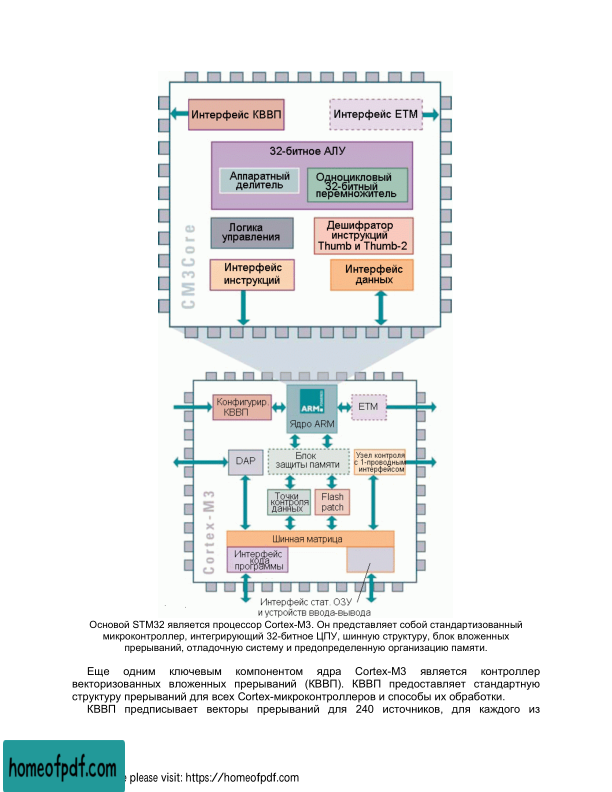 Интерфейс КВВП
Интерфейс ETM
32-битное АЛУ
Аппаратный
делитель
Одноцикловый
32-битный
перемножитель
Логика
управления
Дешифратор
инструкций
Thumb и Thumb-2
Интерфейс
инструкций
Интерфейс
данных
CM3Core
Конфигурир.
КВВП
ARM
Ядро ARM
ETM
DAP
Блок
защиты памяти
Узел контроля
с 1-проводным
интерфейсом
Точки
контроля
данных
Flash
patch
Шинная матрица
Интерфейс
кода
программы
Cortex-M3
Интерфейс стат. ОЗУ
и устройств ввода-вывода
Основой STM32 является процессор Cortex-M3. Он представляет собой стандартизованный
микроконтроллер, интегрирующий 32-битное ЦПУ, шинную структуру, блок вложенных
прерываний, отладочную систему и предопределенную организацию памяти.
Еще одним ключевым компонентом ядра Cortex-M3 является контроллер
векторизованных вложенных прерываний (КВВП). КВВП предоставляет стандартную
структуру прерываний для всех Cortex-микроконтроллеров и способы их обработки.
КВВП предписывает векторы прерываний для 240 источников, для каждого из
homeofpdf.com
e please visit: https://homeofpdf.com